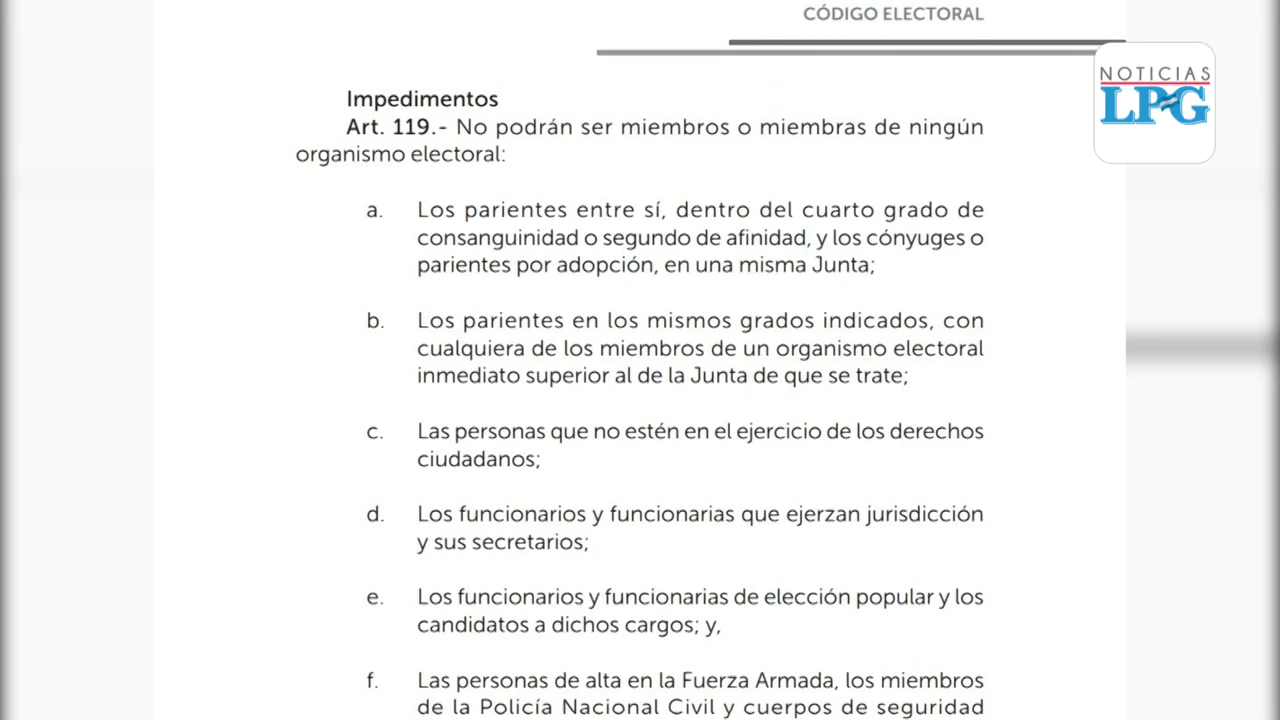 CÓDIGO ELECTORAL
NOTICIAS
LPG
Impedimentos
Art. 119.- No podrán ser miembros o miembras de ningún
organismo electoral:
a. Los parientes entre sí, dentro del cuarto grado de
consanguinidad o segundo de afinidad, y los cónyuges o
parientes por adopción, en una misma Junta;
b. Los parientes en los mismos grados indicados, con
cualquiera de los miembros de un organismo electoral
inmediato superior al de la Junta de que se trate;
c. Las personas que no estén en el ejercicio de los derechos
ciudadanos;
d. Los funcionarios y funcionarias que ejerzan jurisdicción
y sus secretarios;
e. Los funcionarios y funcionarias de elección popular y los
candidatos a dichos cargos; y,
f. Las personas de alta en la Fuerza Armada, los miembros
de la Policía Nacional Civil y cuerpos de seguridad